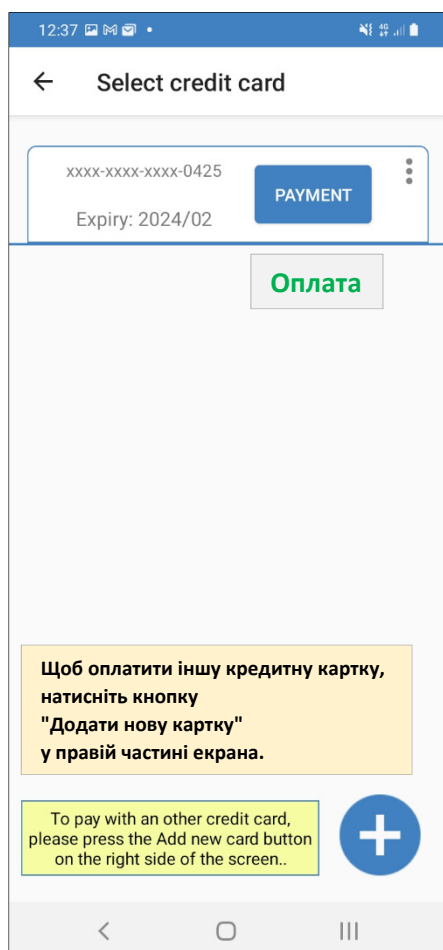 12:37
4G
Select credit card
xxxx-xxxx-xxxx-0425
PAYMENT
Expiry: 2024/02
Оплата
Щоб оплатити іншу кредитну картку,
натисніть кнопку
"Додати нову картку"
у правій частині екрана.
To pay with an other credit card,
please press the Add new card button
on the right side of the screen..